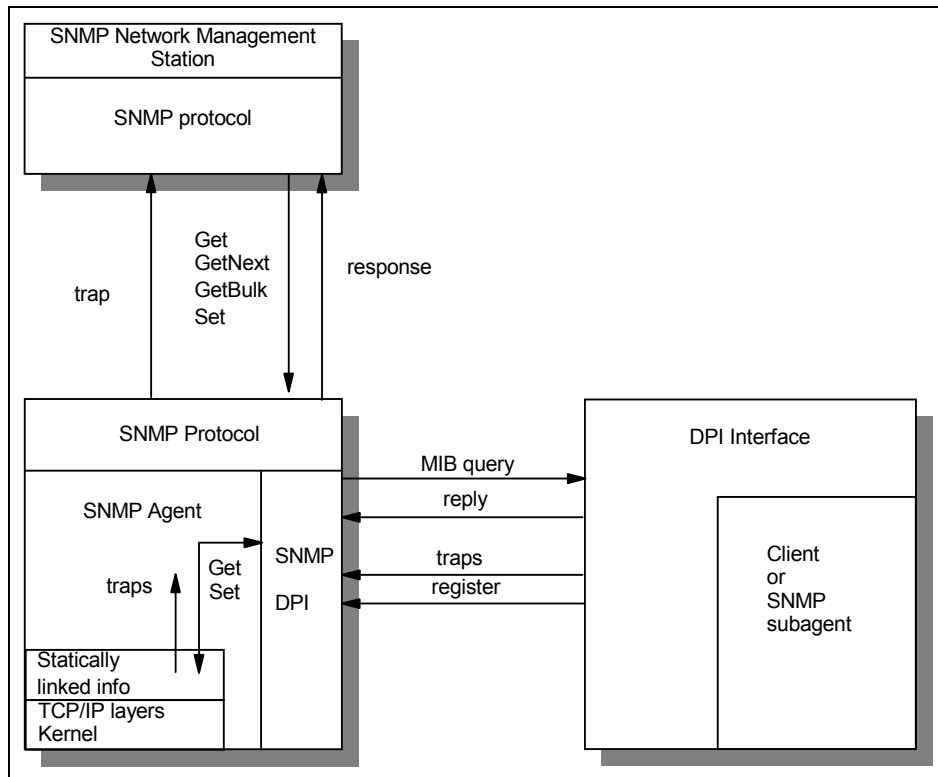 SNMP Network Management
Station
SNMP protocol
trap
Get
GetNext
GetBulk
Set
response
SNMP Protocol
DPI Interface
MIB query
reply
traps
register
SNMP Agent
traps
Get
Set
SNMP
DPI
Client
or
SNMP
subagent
Statically
linked info
TCP/IP layers
Kernel